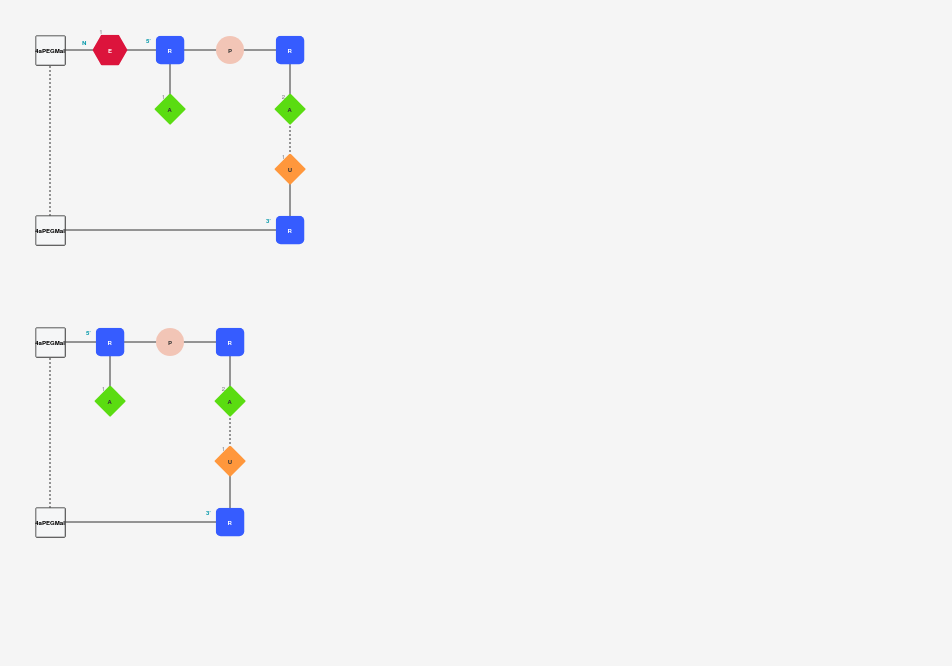 1
N 5'
4aPEGMal E R P R
1 2
A A
1
U
3'
4aPEGMal R
5'
4aPEGMal R P R
1 2
A A
1
U
3'
4aPEGMal R